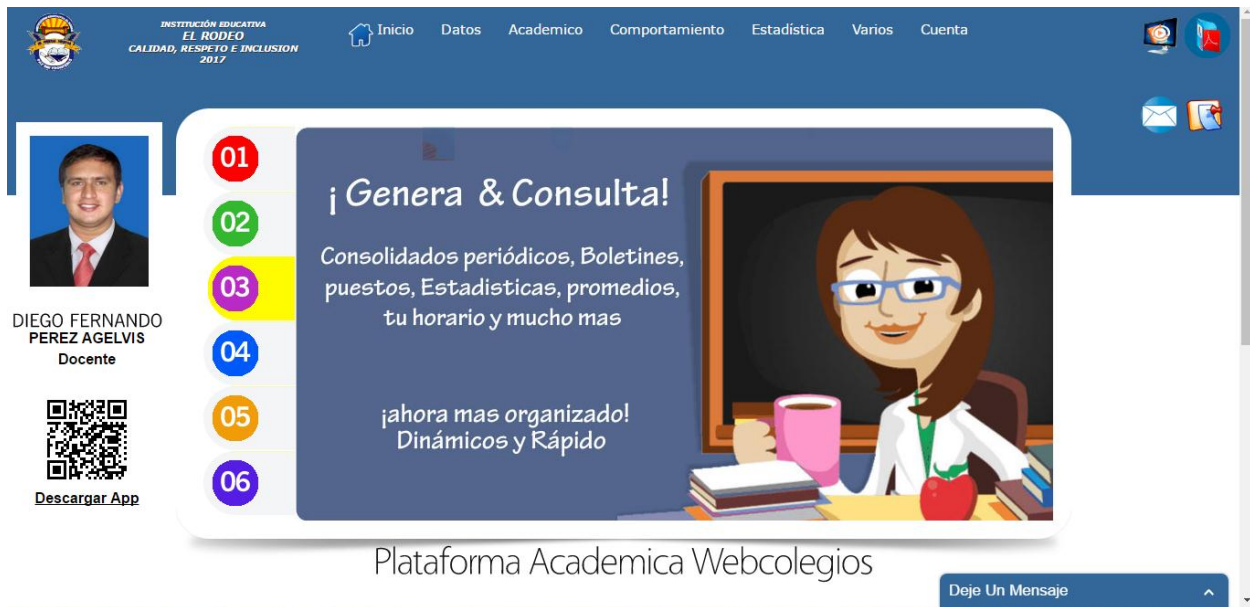 INSTITUCIÓN EDUCATIVA
EL RODEO
CALIDAD, RESPETO E INCLUSION
2017
Inicio Datos Academico Comportamiento Estadística Varios Cuenta
DIEGO FERNANDO
PEREZ AGELVIS
Docente
Descargar App
01
02
03
04
05
06
¡Genera & Consulta!
Consolidados periódicos, Boletines,
puestos, Estadisticas, promedios,
tu horario y mucho mas
¡ahora mas organizado!
Dinámicos y Rápido
Plataforma Academica Webcolegios
Deje Un Mensaje